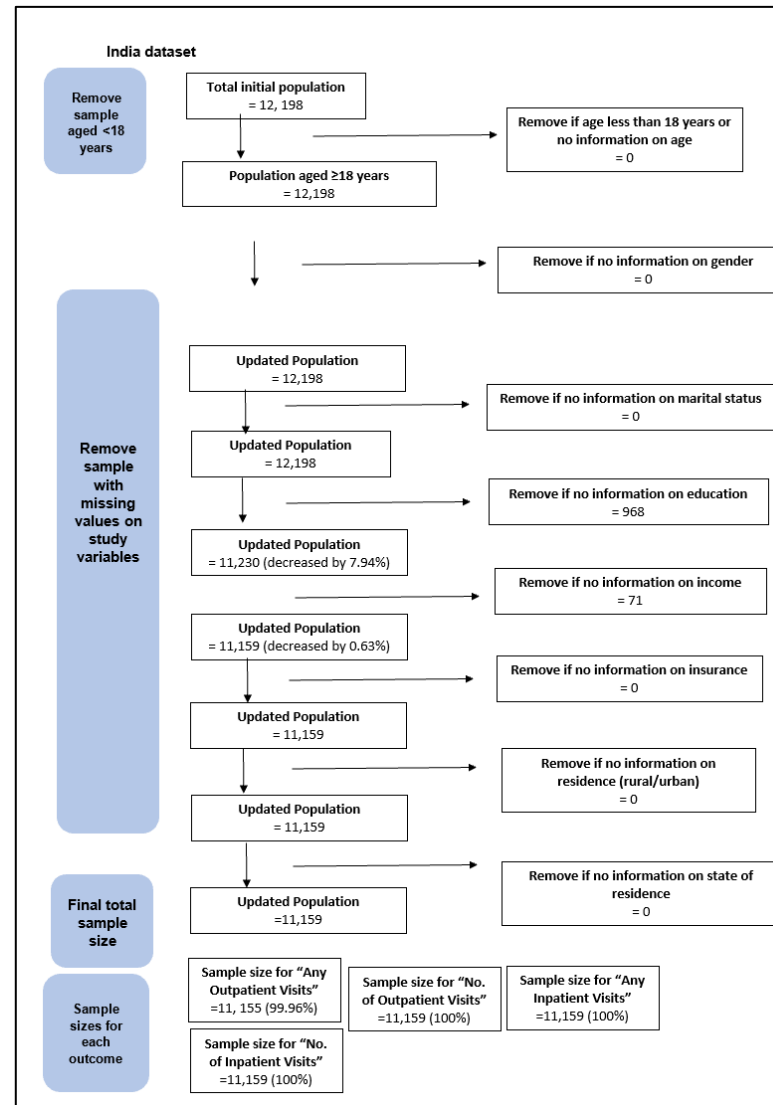 India dataset
Remove
sample
aged <18
years
Total initial population
= 12, 198
Remove if age less than 18 years or
no information on age
= 0
Population aged ≥18 years
= 12,198
Remove if no information on gender
= 0
Remove
sample
with
missing
values on
study
variables
Updated Population
= 12,198
Remove if no information on marital status
= 0
Updated Population
= 12,198
Remove if no information on education
= 968
Updated Population
= 11,230 (decreased by 7.94%)
Remove if no information on income
= 71
Updated Population
= 11,159 (decreased by 0.63%)
Remove if no information on insurance
= 0
Updated Population
= 11,159
Remove if no information on
residence (rural/urban)
= 0
Updated Population
= 11,159
Remove if no information on state of
residence
= 0
Final total
sample
size
Updated Population
=11,159
Sample
sizes for
each
outcome
Sample size for “Any
Outpatient Visits”
=11, 155 (99.96%)
Sample size for “No.
of Outpatient Visits”
=11,159 (100%)
Sample size for “Any
Inpatient Visits”
=11,159 (100%)
Sample size for “No.
of Inpatient Visits”
=11,159 (100%)